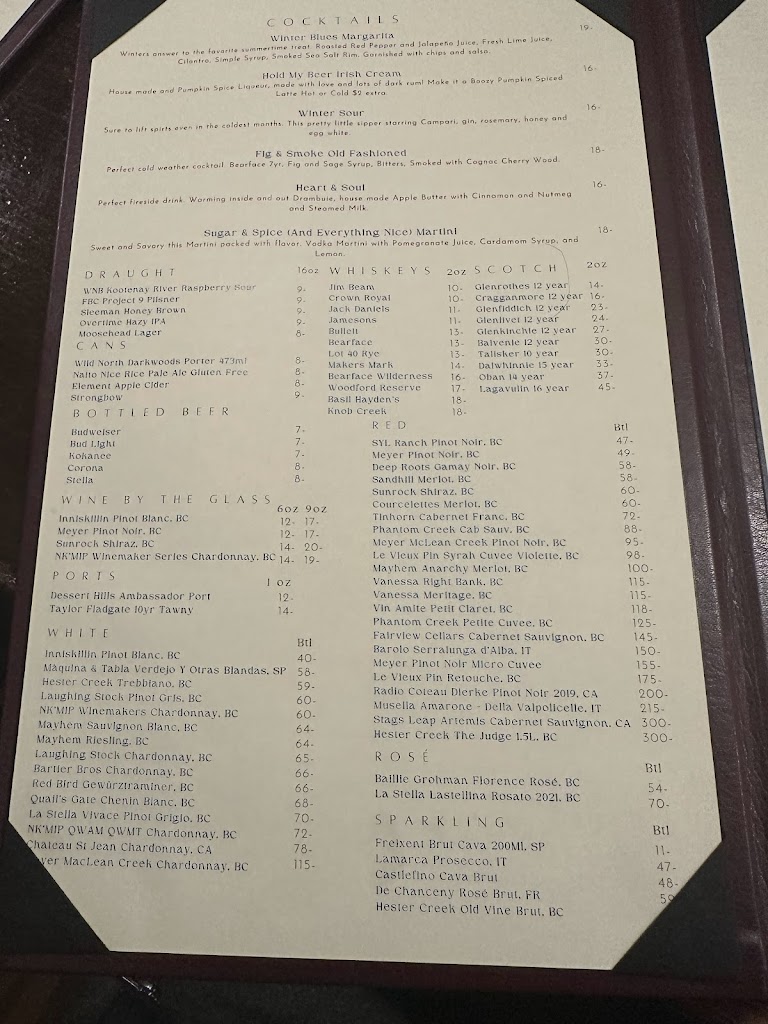 COCKTAILS
Winter Blues Margarita 19-
Winters answer to the favorite summertime treat. Roasted Red Pepper and Jalapeño Juice, Fresh Lime Juice,
Cilantro, Simple Syrup, Smoked Sea Salt Rim. Garnished with chips and salsa.
Hold My Beer Irish Cream 16-
House made and Pumpkin Spice Liqueur, made with love and lots of dark rum! Make it a Boozy Pumpkin Spiced
Latte Hot or Cold $2 extra.
Winter Sour 16-
Sure to lift spirits even in the coldest months. This pretty little sipper starring Campari, gin, rosemary, honey and
egg white.
Fig & Smoke Old Fashioned 18-
Perfect cold weather cocktail. Bearface 7yr, Fig and Sage Syrup, Bitters, Smoked with Cognac Cherry Wood.
Heart & Soul 16-
Perfect fireside drink. Warming inside and out Drambuie, house made Apple Butter with Cinnamon and Nutmeg
and Steamed Milk.
Sugar & Spice (And Everything Nice) Martini 18-
Sweet and Savory this Martini packed with flavor. Vodka Martini with Pomegranate Juice, Cardamom Syrup, and
Lemon.
DRAUGHT 16oz
WNB Kootenay River Raspberry Sour 9-
FBC Project 9 Pilsner 9-
Sleeman Honey Brown 9-
Overtime Hazy IPA 9-
Moosehead Lager 8-
CANS
Wild North Darkwoods Porter 473ml 8-
Naito Nice Rice Pale Ale Gluten Free 8-
Element Apple Cider 8-
Strongbow 9-
BOTTLED BEER
Budweiser 7-
Bud Light 7-
Kokanee 7-
Corona 8-
Stella 8-
WINE BY THE GLASS 6oz 9oz
Inniskillin Pinot Blanc, BC 12- 17-
Meyer Pinot Noir, BC 12- 17-
Sunrock Shiraz, BC 14- 20-
NK'MIP Winemaker Series Chardonnay, BC 14- 19-
PORTS 1 oz
Dessert Hills Ambassador Port 12-
Taylor Fladgate 10yr Tawny 14-
WHITE Btl
Inniskillin Pinot Blanc, BC 40-
Maquina & Tabla Verdejo Y Otras Blandas, SP 58-
Hester Creek Trebbiano, BC 59-
Laughing Stock Pinot Gris, BC 60-
NK'MIP Winemakers Chardonnay, BC 60-
Mayhem Sauvignon Blanc, BC 64-
Mayhem Riesling, BC 64-
Laughing Stock Chardonnay, BC 65-
Bartier Bros Chardonnay, BC 66-
Red Bird Gewürztraminer, BC 66-
Quail's Gate Chenin Blanc, BC 68-
La Stella Vivace Pinot Grigio, BC 70-
NK'MIP QWAM QWMT Chardonnay, BC 72-
Chateau St Jean Chardonnay, CA 78-
yer MacLean Creek Chardonnay, BC 115-
WHISKEYS 2oz
Jim Beam 10-
Crown Royal 10-
Jack Daniels 11-
Jamesons 11-
Bulleit 13-
Bearface 13-
Lot 40 Rye 13-
Makers Mark 14-
Bearface Wilderness 16-
Woodford Reserve 17-
Basil Hayden's 18-
Knob Creek 18-
SCOTCH 2oz
Glenrothes 12 year 14-
Cragganmore 12 year 16-
Glenfiddich 12 year 23-
Glenlivet 12 year 24-
Glenkinchie 12 year 27-
Balvenie 12 year 30-
Talisker 10 year 30-
Dalwhinnie 15 year 33-
Oban 14 year 37-
Lagavulin 16 year 45-
RED Btl
SYL Ranch Pinot Noir, BC 47-
Meyer Pinot Noir, BC 49-
Deep Roots Gamay Noir, BC 58-
Sandhill Merlot, BC 58-
Sunrock Shiraz, BC 60-
Courcelettes Merlot, BC 60-
Tinhorn Cabernet Franc, BC 72-
Phantom Creek Cab Sauv, BC 88-
Meyer McLean Creek Pinot Noir, BC 95-
Le Vieux Pin Syrah Cuvee Violette, BC 98-
Mayhem Anarchy Merlot, BC 100-
Vanessa Right Bank, BC 115-
Vanessa Meritage, BC 115-
Vin Amite Petit Claret, BC 118-
Phantom Creek Petite Cuvee, BC 125-
Fairview Cellars Cabernet Sauvignon, BC 145-
Barolo Serralunga d'Alba, IT 150-
Meyer Pinot Noir Micro Cuvee 155-
Le Vieux Pin Retouche, BC 175-
Radio Coteau Dierke Pinot Noir 2019, CA 200-
Musella Amarone - Della Valpolicelle, IT 215-
Stags Leap Artemis Cabernet Sauvignon, CA 300-
Hester Creek The Judge 1.5L, BC 300-
ROSÉ Btl
Baillie Grohman Florence Rosé, BC 54-
La Stella Lastellina Rosato 2021, BC 70-
SPARKLING Btl
Freixent Brut Cava 200Ml, SP 11-
Lamarca Prosecco, IT 47-
Castlefino Cava Brut 48-
De Chanceny Rosé Brut, FR 59
Hester Creek Old Vine Brut, BC